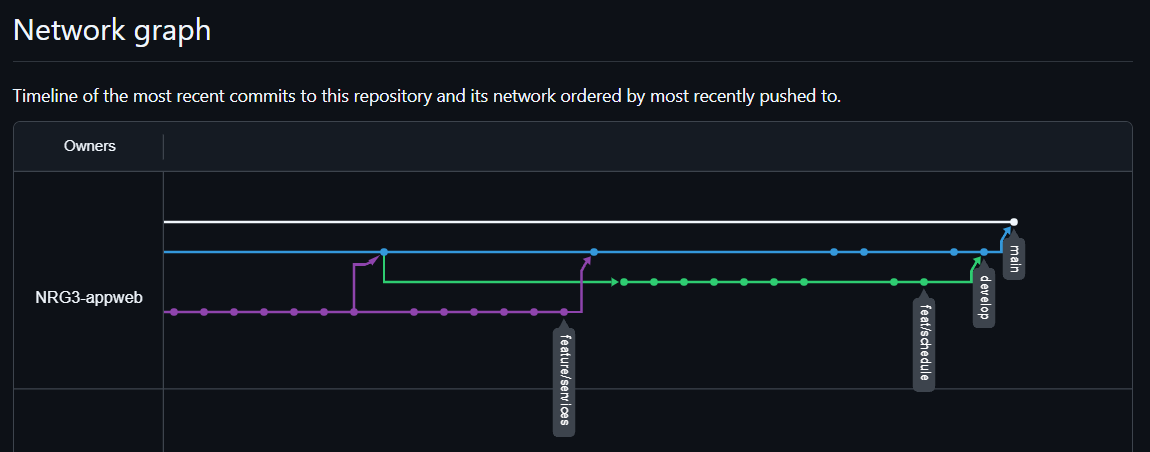 Network graph
Timeline of the most recent commits to this repository and its network ordered by most recently pushed to.
Owners
NRG3-appweb
main
develop
feat/schedule
feature/services